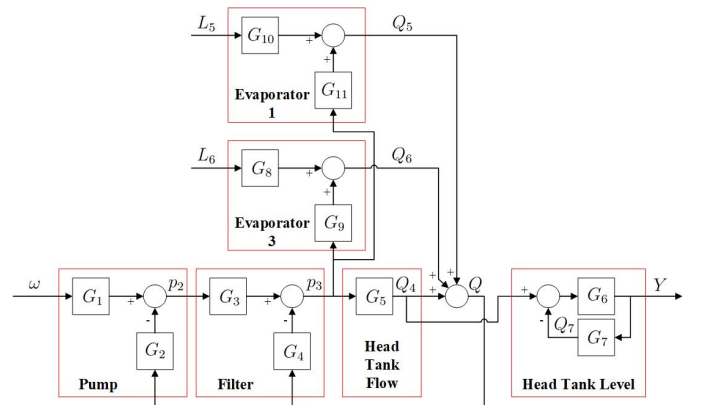 L₅
G₁₀
+
Q₅
+
G₁₁
Evaporator
1
L₆
G₈
+
Q₆
+
G₉
Evaporator
3
ω
G₁
+
p₂
G₃
+
p₃
G₅
Q₄
+
+
+
Q
+
G₆
Y
-
G₂
-
G₄
-
Q₇
G₇
Pump
Filter
Head
Tank
Flow
Head Tank Level